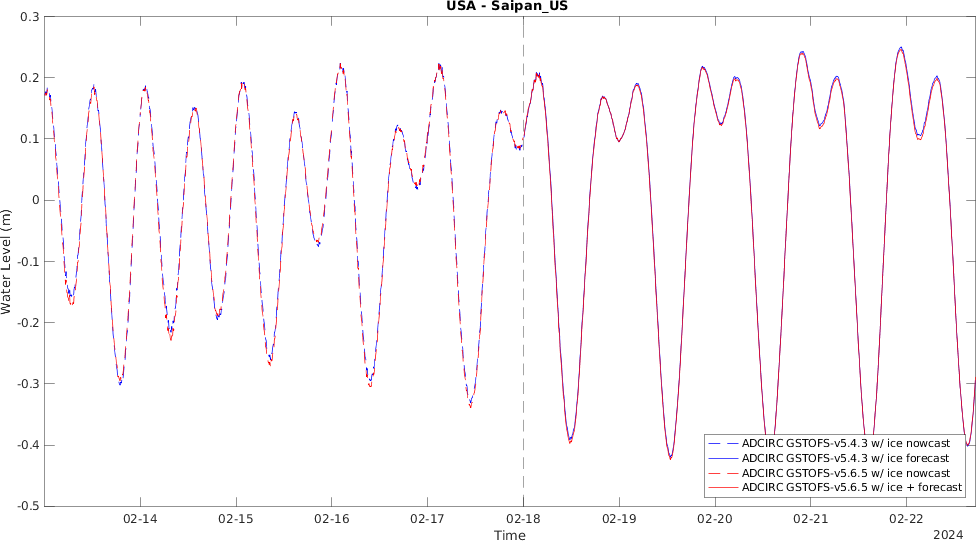 USA - Saipan_US
Water Level (m)
0.3
0.2
0.1
0
-0.1
-0.2
-0.3
-0.4
-0.5
ADCIRC GSTOFS-v5.4.3 w/ ice nowcast
ADCIRC GSTOFS-v5.4.3 w/ ice forecast
ADCIRC GSTOFS-v5.6.5 w/ ice nowcast
ADCIRC GSTOFS-v5.6.5 w/ ice + forecast
02-14 02-15 02-16 02-17 02-18 02-19 02-20 02-21 02-22
Time
2024